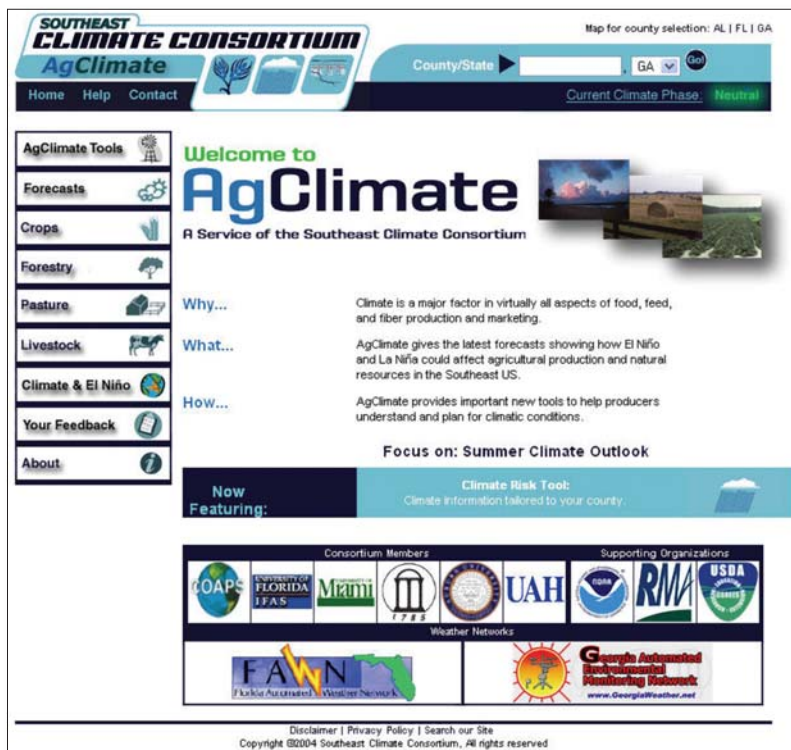 SOUTHEAST
CLIMATE CONSORTIUM
AgClimate
Map for county selection: AL | FL | GA
County/State
, GA
Go!
Home Help Contact
Current Climate Phase: Neutral
AgClimate Tools
Forecasts
Crops
Forestry
Pasture
Livestock
Climate & El Niño
Your Feedback
About
Welcome to
AgClimate
A Service of the Southeast Climate Consortium
Why...
Climate is a major factor in virtually all aspects of food, feed,
and fiber production and marketing.
What...
AgClimate gives the latest forecasts showing how El Niño
and La Niña could affect agricultural production and natural
resources in the Southeast US.
How...
AgClimate provides important new tools to help producers
understand and plan for climatic conditions.
Focus on: Summer Climate Outlook
Now
Featuring:
Climate Risk Tool:
Climate information tailored to your county.
Consortium Members
Supporting Organizations
COAPS
UNIVERSITY OF
FLORIDA
IFAS
UNIVERSITY OF
Miami
1785
UAH
NOAA
RMA
USDA
Weather Networks
FAWN
Florida Automated Weather Network
Georgia Automated
Environmental
Monitoring Network
www.GeorgiaWeather.net
Disclaimer | Privacy Policy | Search our Site
Copyright ©2004 Southeast Climate Consortium, All rights reserved